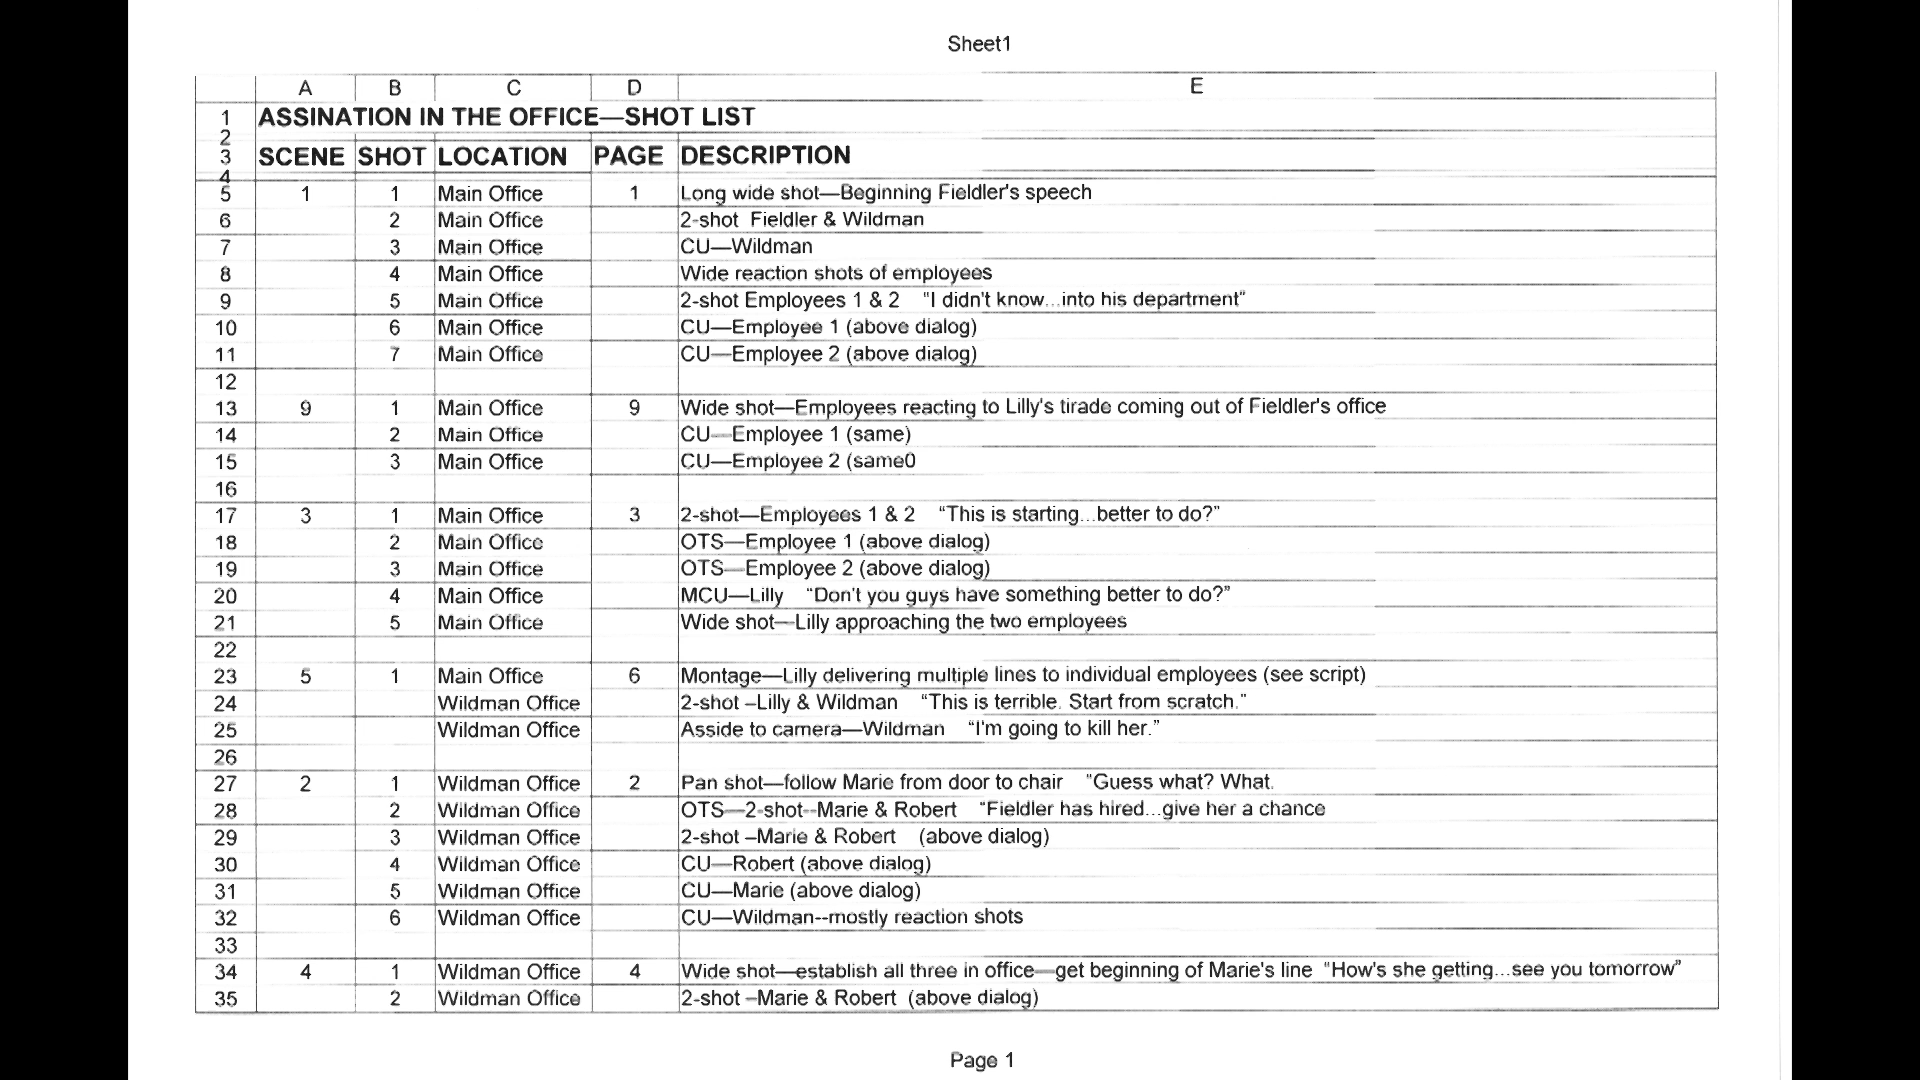 Sheet1
A B C D E
1 ASSINATION IN THE OFFICE—SHOT LIST
2
3 SCENE SHOT LOCATION PAGE DESCRIPTION
4
5 1 1 Main Office 1 Long wide shot—Beginning Fieldler's speech
6 2 Main Office 2-shot Fieldler & Wildman
7 3 Main Office CU—Wildman
8 4 Main Office Wide reaction shots of employees
9 5 Main Office 2-shot Employees 1 & 2 "I didn't know...into his department"
10 6 Main Office CU—Employee 1 (above dialog)
11 7 Main Office CU—Employee 2 (above dialog)
12
13 9 1 Main Office 9 Wide shot—Employees reacting to Lilly's tirade coming out of Fieldler's office
14 2 Main Office CU—Employee 1 (same)
15 3 Main Office CU—Employee 2 (same0
16
17 3 1 Main Office 3 2-shot—Employees 1 & 2 “This is starting...better to do?”
18 2 Main Office OTS—Employee 1 (above dialog)
19 3 Main Office OTS—Employee 2 (above dialog)
20 4 Main Office MCU—Lilly “Don't you guys have something better to do?”
21 5 Main Office Wide shot—Lilly approaching the two employees
22
23 5 1 Main Office 6 Montage—Lilly delivering multiple lines to individual employees (see script)
24 Wildman Office 2-shot –Lilly & Wildman “This is terrible. Start from scratch.”
25 Wildman Office Asside to camera—Wildman “I'm going to kill her.”
26
27 2 1 Wildman Office 2 Pan shot—follow Marie from door to chair “Guess what? What.
28 2 Wildman Office OTS—2-shot--Marie & Robert “Fieldler has hired...give her a chance
29 3 Wildman Office 2-shot –Marie & Robert (above dialog)
30 4 Wildman Office CU—Robert (above dialog)
31 5 Wildman Office CU—Marie (above dialog)
32 6 Wildman Office CU—Wildman--mostly reaction shots
33
34 4 1 Wildman Office 4 Wide shot—establish all three in office—get beginning of Marie's line “How's she getting...see you tomorrow”
35 2 Wildman Office 2-shot –Marie & Robert (above dialog)
Page 1